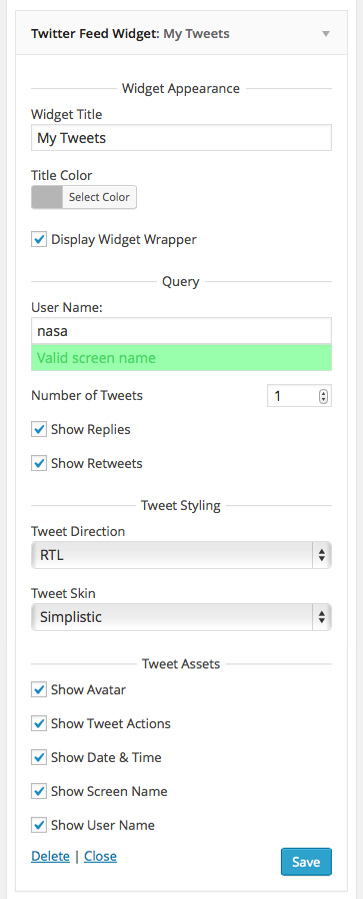 Twitter Feed Widget: My Tweets
Widget Appearance
Widget Title
My Tweets
Title Color
Select Color
Display Widget Wrapper
Query
User Name:
nasa
Valid screen name
Number of Tweets 1
Show Replies
Show Retweets
Tweet Styling
Tweet Direction
RTL
Tweet Skin
Simplistic
Tweet Assets
Show Avatar
Show Tweet Actions
Show Date & Time
Show Screen Name
Show User Name
Delete | Close Save